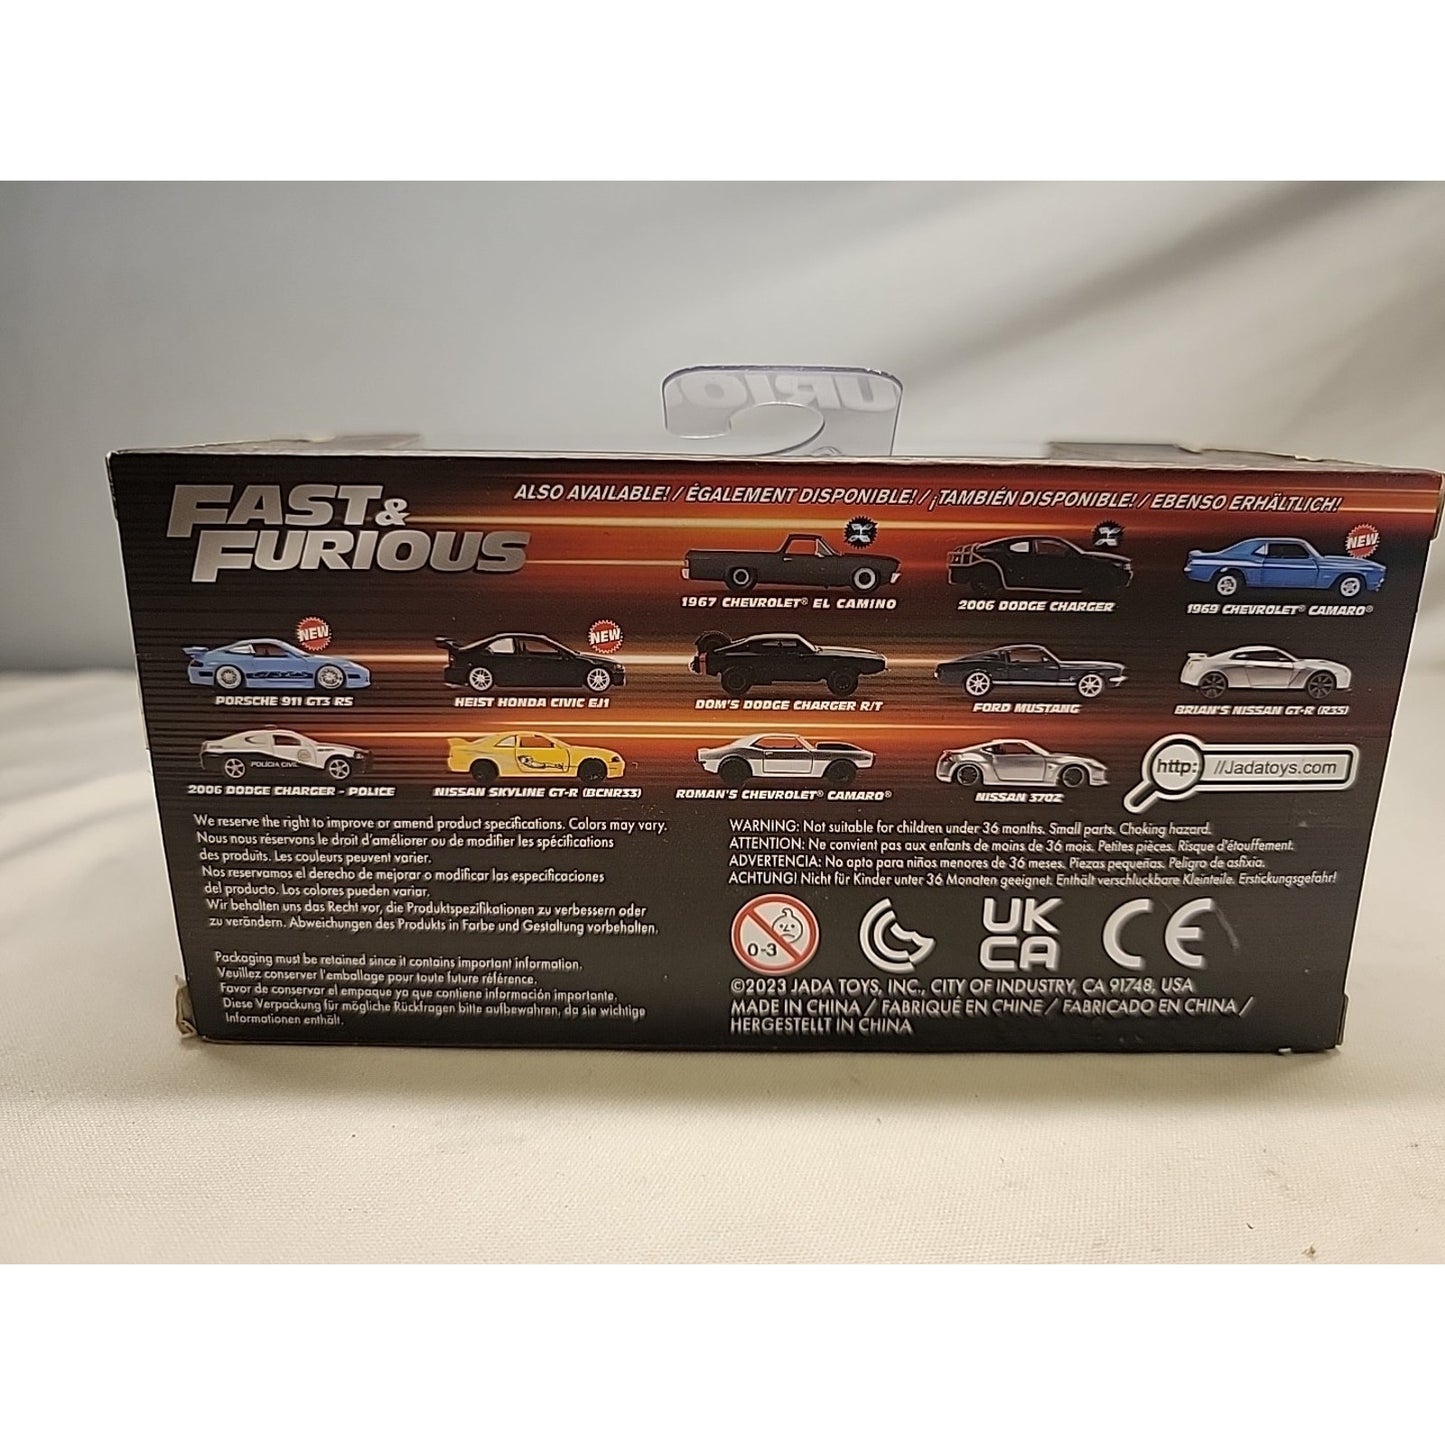 FAST &
FURIOUS
ALSO AVAILABLE! / ÉGALEMENT DISPONIBLE! / ¡TAMBIÉN DISPONIBLE! / EBENSO ERHÄLTLICH!
1967 CHEVROLET® EL CAMINO
2006 DODGE CHARGER
NEW
1969 CHEVROLET® CAMARO®
NEW
PORSCHE 911 GT3 RS
NEW
HEIST HONDA CIVIC EJ1
DOM'S DODGE CHARGER R/T
FORD MUSTANG
BRIAN'S NISSAN GT-R (R35)
POLÍCIA CIVIL
2006 DODGE CHARGER - POLICE
NISSAN SKYLINE GT-R (BCNR33)
ROMAN'S CHEVROLET® CAMARO®
NISSAN 370Z
http: //Jadatoys.com
We reserve the right to improve or amend product specifications. Colors may vary.
Nous nous réservons le droit d'améliorer ou de modifier les spécifications
des produits. Les couleurs peuvent varier.
Nos reservamos el derecho de mejorar o modificar las especificaciones
del producto. Los colores pueden variar.
Wir behalten uns das Recht vor, die Produktspezifikationen zu verbessern oder
zu verändern. Abweichungen des Produkts in Farbe und Gestaltung vorbehalten.
Packaging must be retained since it contains important information.
Veuillez conserver l'emballage pour toute future référence.
Favor de conservar el empaque ya que contiene información importante.
Diese Verpackung für mögliche Rückfragen bitte aufbewahren, da sie wichtige
Informationen enthält.
WARNING: Not suitable for children under 36 months. Small parts. Choking hazard.
ATTENTION: Ne convient pas aux enfants de moins de 36 mois. Petites pièces. Risque d'étouffement.
ADVERTENCIA: No apto para niños menores de 36 meses. Piezas pequeñas. Peligro de asfixia.
ACHTUNG! Nicht für Kinder unter 36 Monaten geeignet. Enthält verschluckbare Kleinteile. Erstickungsgefahr!
0-3
UK
CA
CE
©2023 JADA TOYS, INC., CITY OF INDUSTRY, CA 91748. USA
MADE IN CHINA / FABRIQUÉ EN CHINE / FABRICADO EN CHINA /
HERGESTELLT IN CHINA